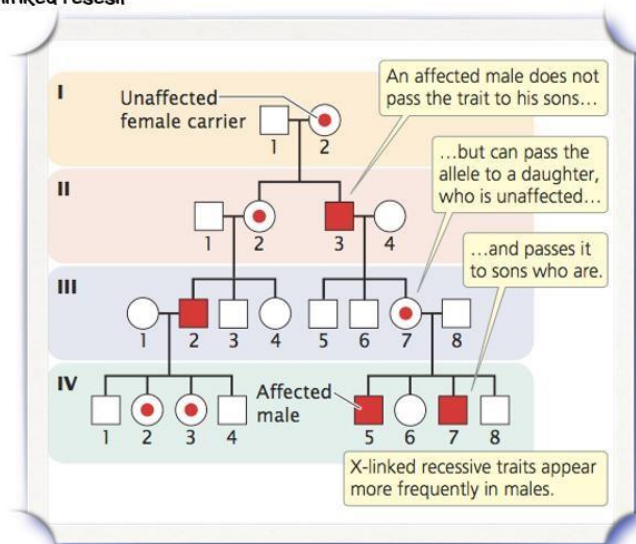 I
Unaffected
female carrier
1 2
An affected male does not
pass the trait to his sons…
II
1 2 3 4
…but can pass the
allele to a daughter,
who is unaffected…
III
1 2 3 4 5 6 7 8
…and passes it
to sons who are.
IV
Affected
male
1 2 3 4 5 6 7 8
X-linked recessive traits appear
more frequently in males.